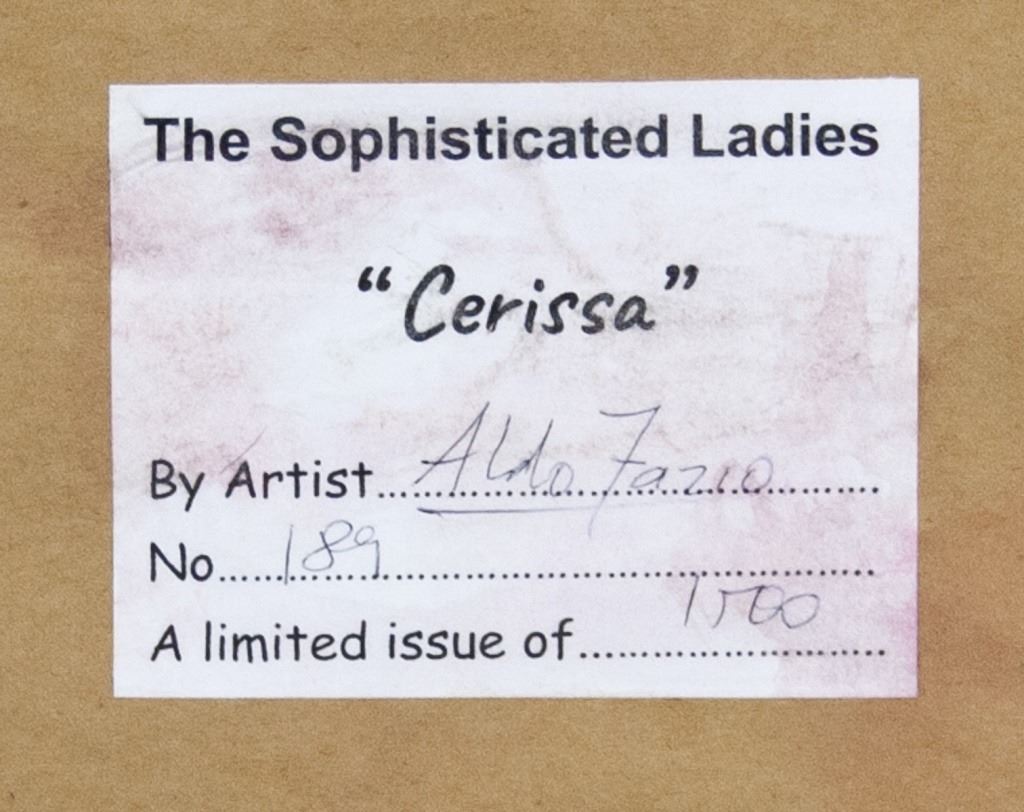 The Sophisticated Ladies
“Cerissa”
By Artist.... Aldo Fazio ....
No.... 189 ....
A limited issue of.... 1500 ....